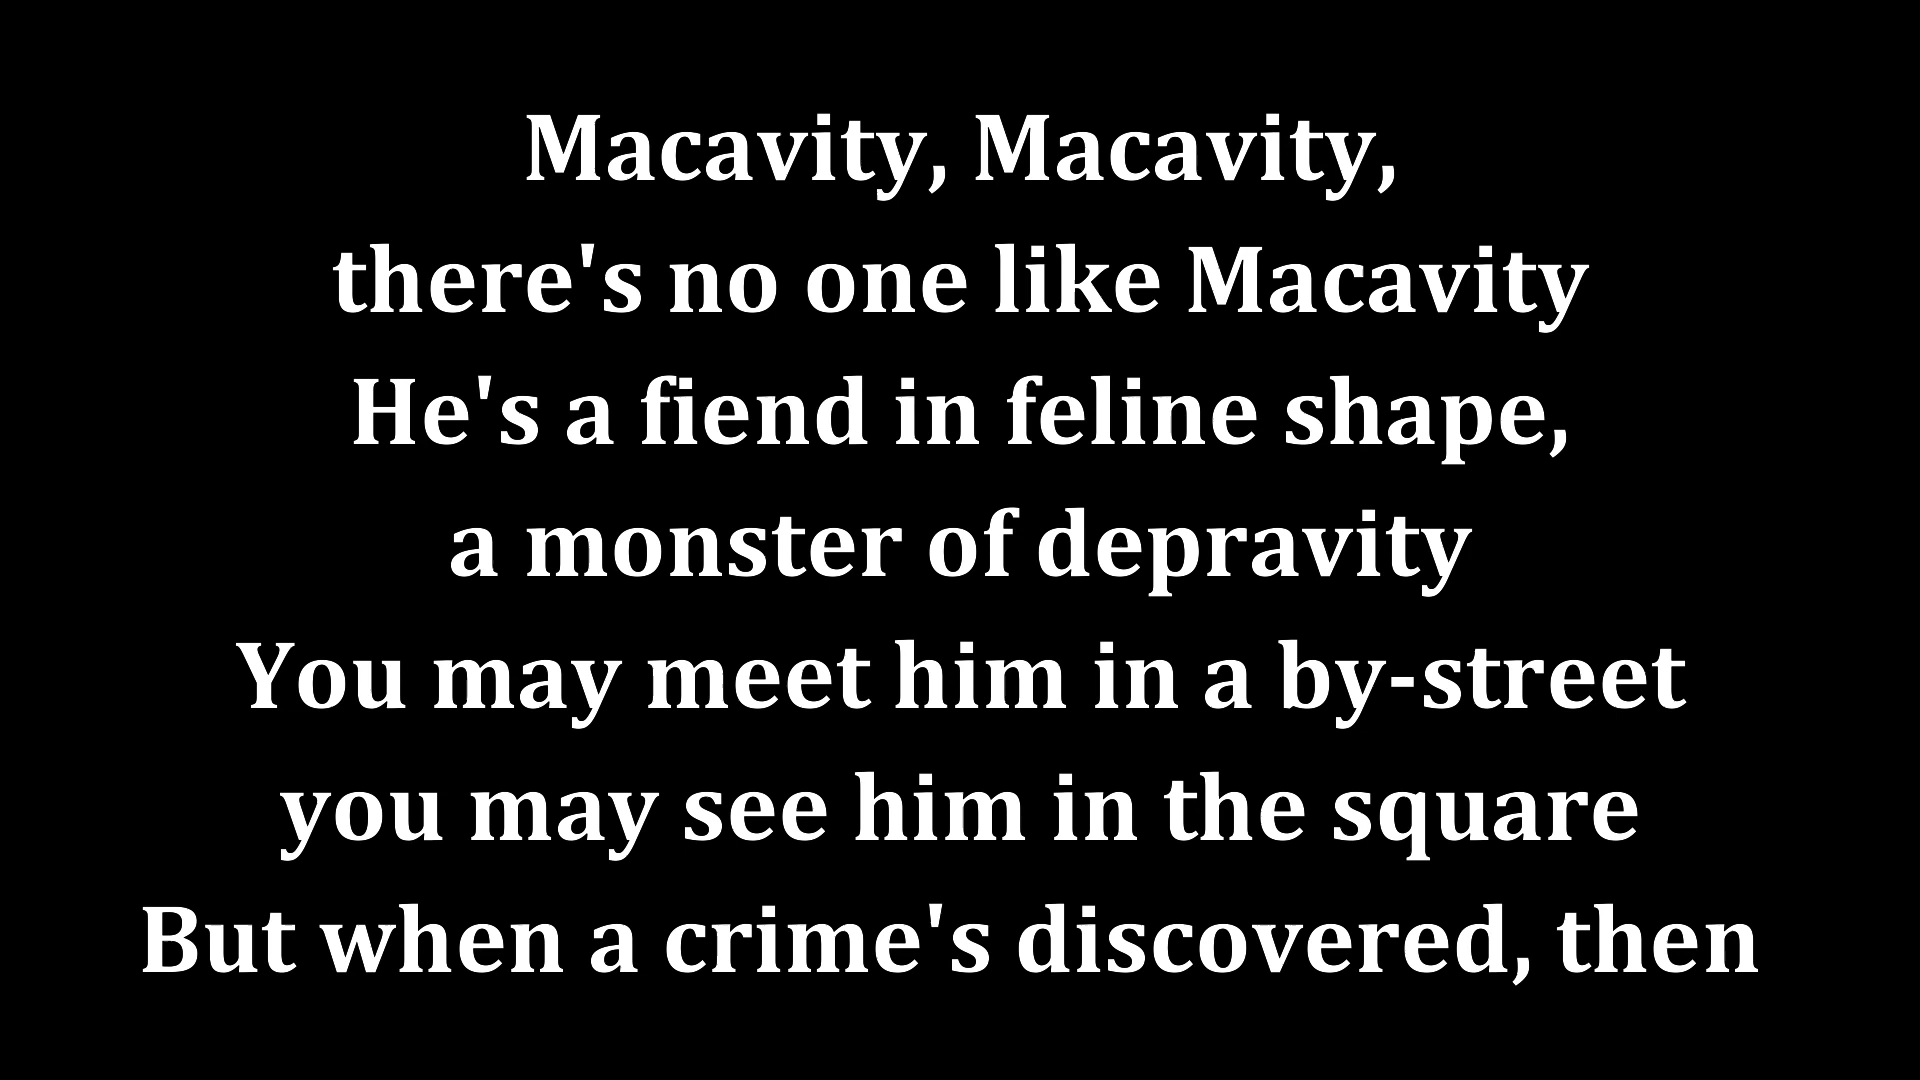 Macavity, Macavity,
there's no one like Macavity
He's a fiend in feline shape,
a monster of depravity
You may meet him in a by-street
you may see him in the square
But when a crime's discovered, then